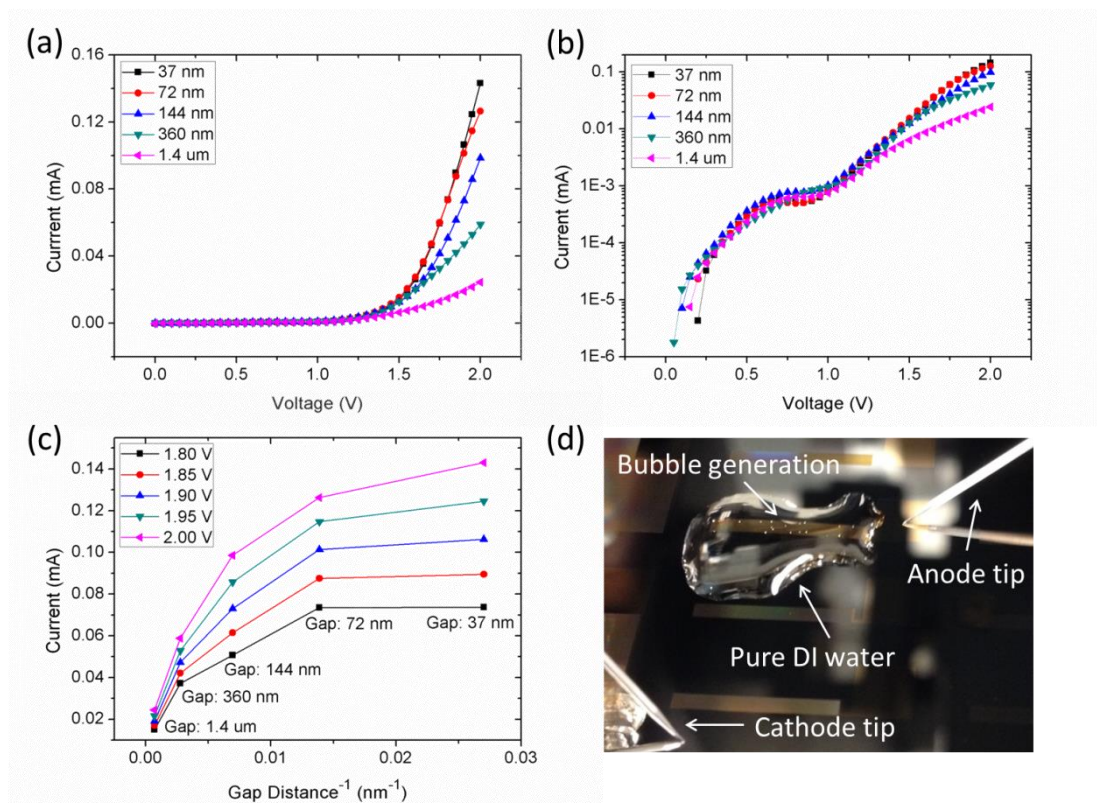 (a)
0.16
0.12
0.08
0.04
0.00
Currrent (mA)
37 nm
72 nm
144 nm
360 nm
1.4 um
0.0 0.5 1.0 1.5 2.0
Voltage (V)
(b)
0.1
0.01
1E-3
1E-4
1E-5
1E-6
Current (mA)
37 nm
72 nm
144 nm
360 nm
1.4 um
0.0 0.5 1.0 1.5 2.0
Voltage (V)
(c)
0.14
0.12
0.10
0.08
0.06
0.04
0.02
Current (mA)
1.80 V
1.85 V
1.90 V
1.95 V
2.00 V
Gap: 72 nm
Gap: 37 nm
Gap: 144 nm
Gap: 360 nm
Gap: 1.4 um
0.00 0.01 0.02 0.03
Gap Distance⁻¹ (nm⁻¹)
(d)
Bubble generation
Anode tip
Pure DI water
Cathode tip